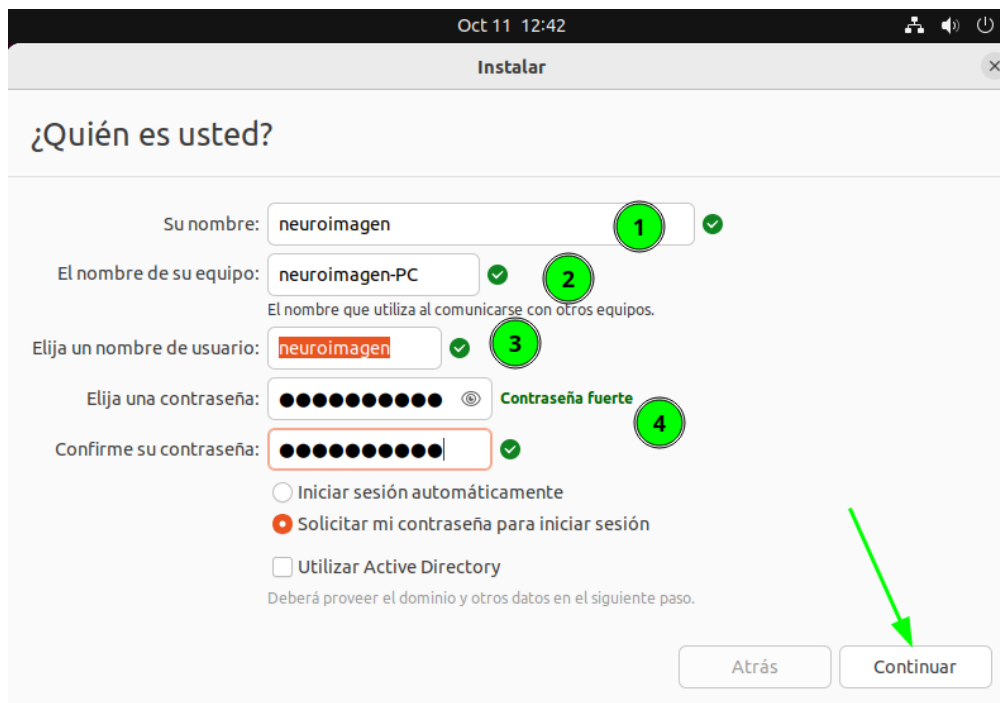 Oct 11 12:42
Instalar
¿Quién es usted?
Su nombre: neuroimagen 1
El nombre de su equipo: neuroimagen-PC 2
El nombre que utiliza al comunicarse con otros equipos.
Elija un nombre de usuario: neuroimagen 3
Elija una contraseña: ●●●●●●●●●● Contraseña fuerte
4
Confirme su contraseña: ●●●●●●●●●●
Iniciar sesión automáticamente
Solicitar mi contraseña para iniciar sesión
Utilizar Active Directory
Deberá proveer el dominio y otros datos en el siguiente paso.
Atrás Continuar